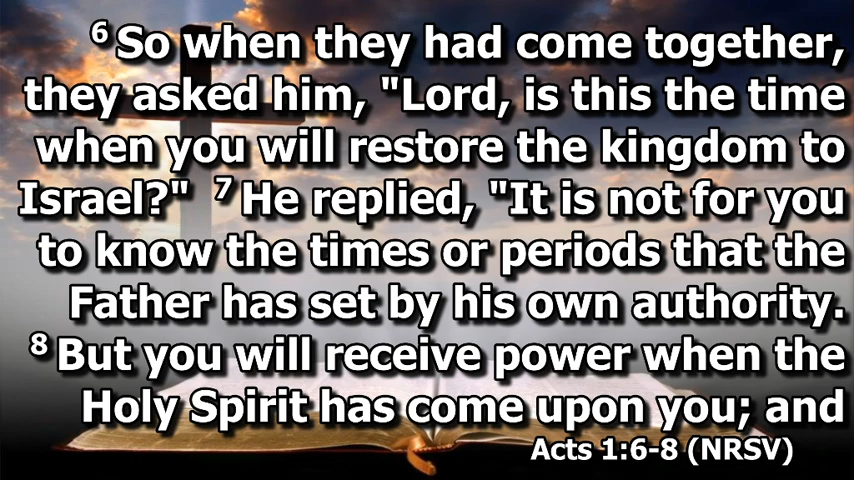 6 So when they had come together,
they asked him, "Lord, is this the time
when you will restore the kingdom to
Israel?" 7 He replied, "It is not for you
to know the times or periods that the
Father has set by his own authority.
8 But you will receive power when the
Holy Spirit has come upon you; and
Acts 1:6-8 (NRSV)